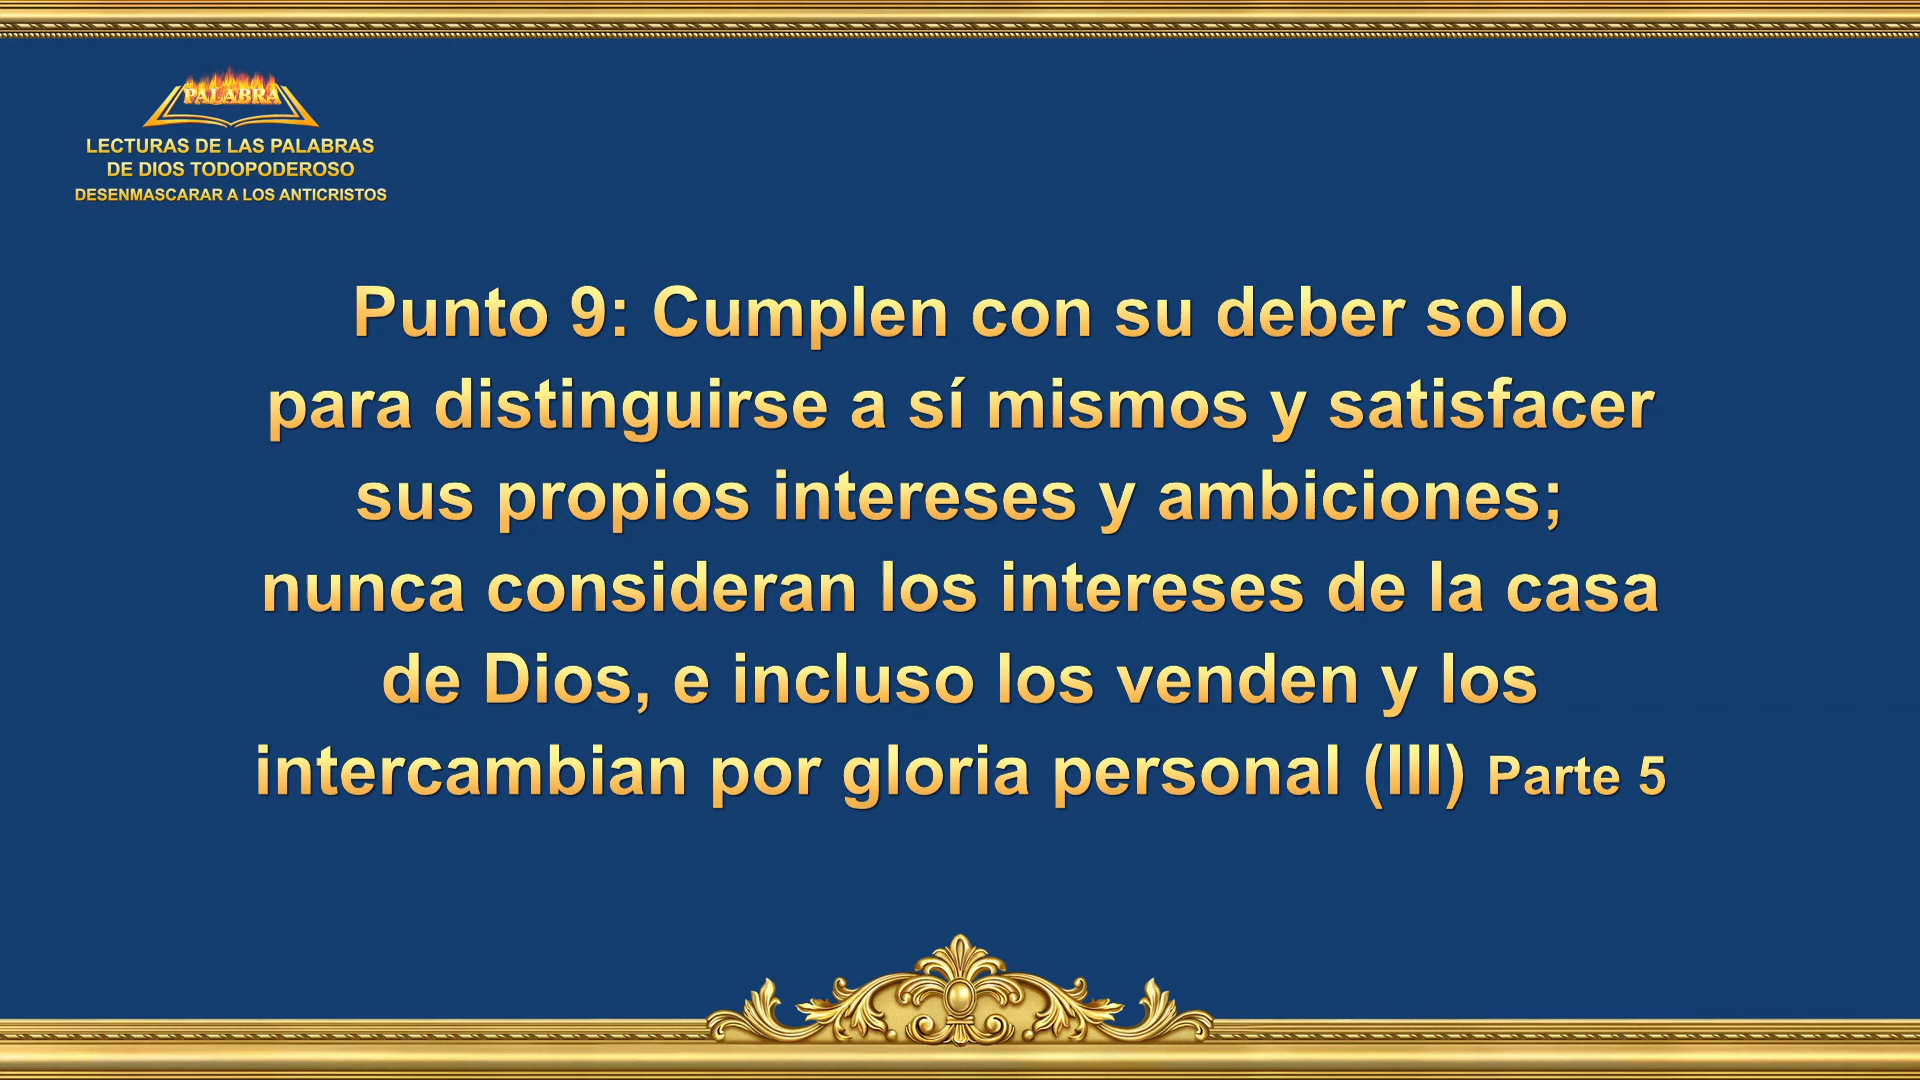 PALABRA
LECTURAS DE LAS PALABRAS
DE DIOS TODOPODEROSO
DESENMASCARAR A LOS ANTICRISTOS
Punto 9: Cumplen con su deber solo
para distinguirse a sí mismos y satisfacer
sus propios intereses y ambiciones;
nunca consideran los intereses de la casa
de Dios, e incluso los venden y los
intercambian por gloria personal (III) Parte 5